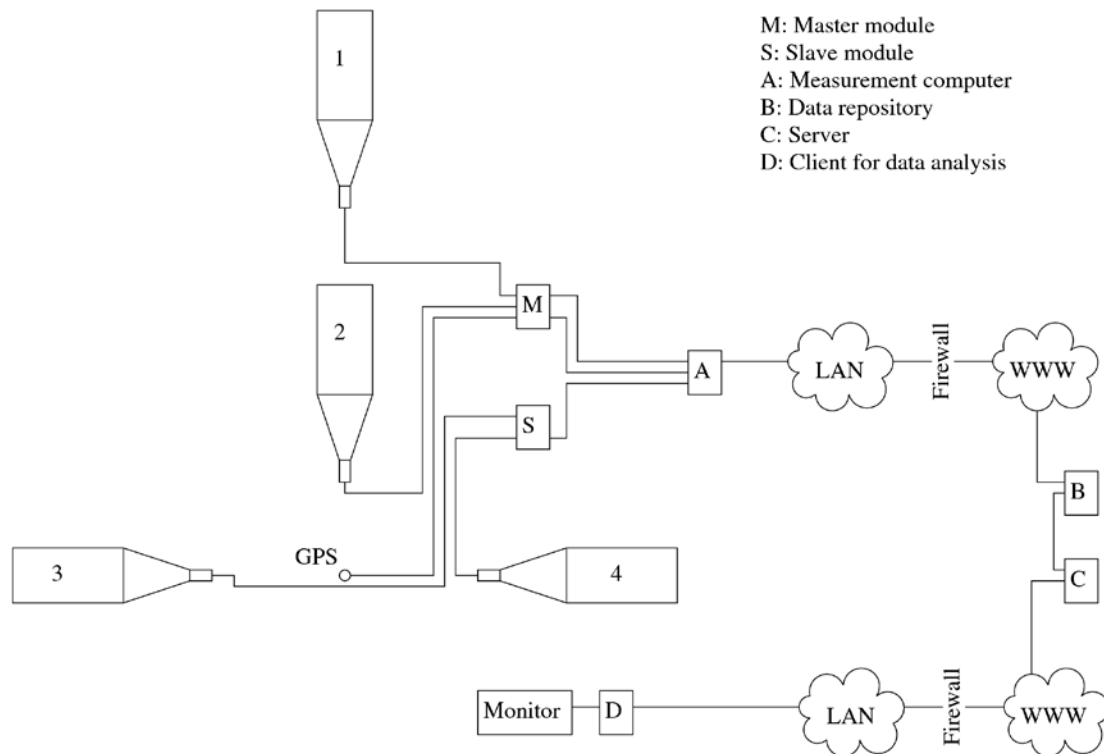 1
M: Master module
S: Slave module
A: Measurement computer
B: Data repository
C: Server
D: Client for data analysis
2
M
A
LAN
Firewall
WWW
S
B
3
GPS
4
C
Monitor
D
LAN
Firewall
WWW